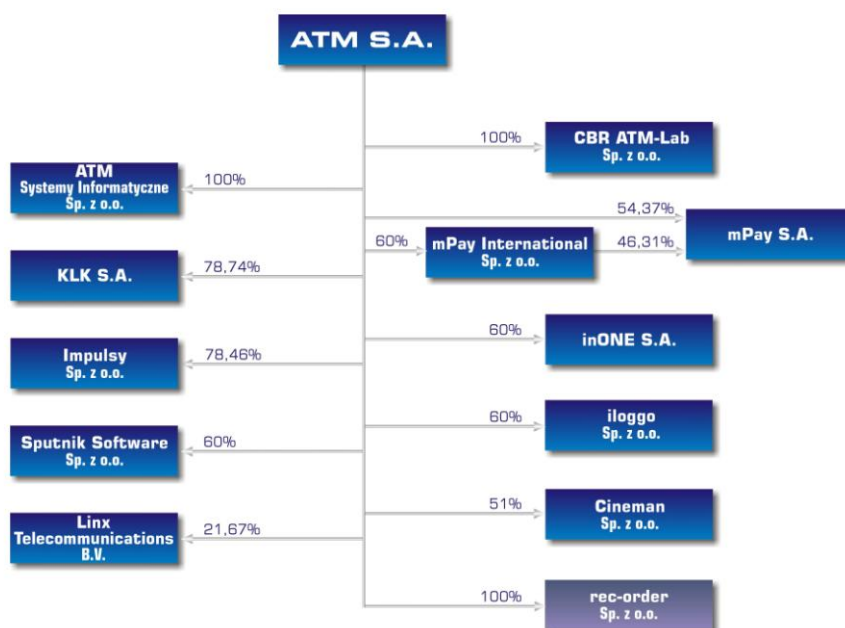 ATM S.A.
100%
CBR ATM-Lab
Sp. z o.o.
ATM
Systemy Informatyczne
Sp. z o.o.
100%
54,37%
mPay S.A.
60%
mPay International
Sp. z o.o.
46,31%
KLK S.A.
78,74%
60%
inONE S.A.
Impulsy
Sp. z o.o.
78,46%
60%
iloggo
Sp. z o.o.
Sputnik Software
Sp. z o.o.
60%
51%
Cineman
Sp. z o.o.
Linx
Telecommunications
B.V.
21,67%
100%
rec-order
Sp. z o.o.